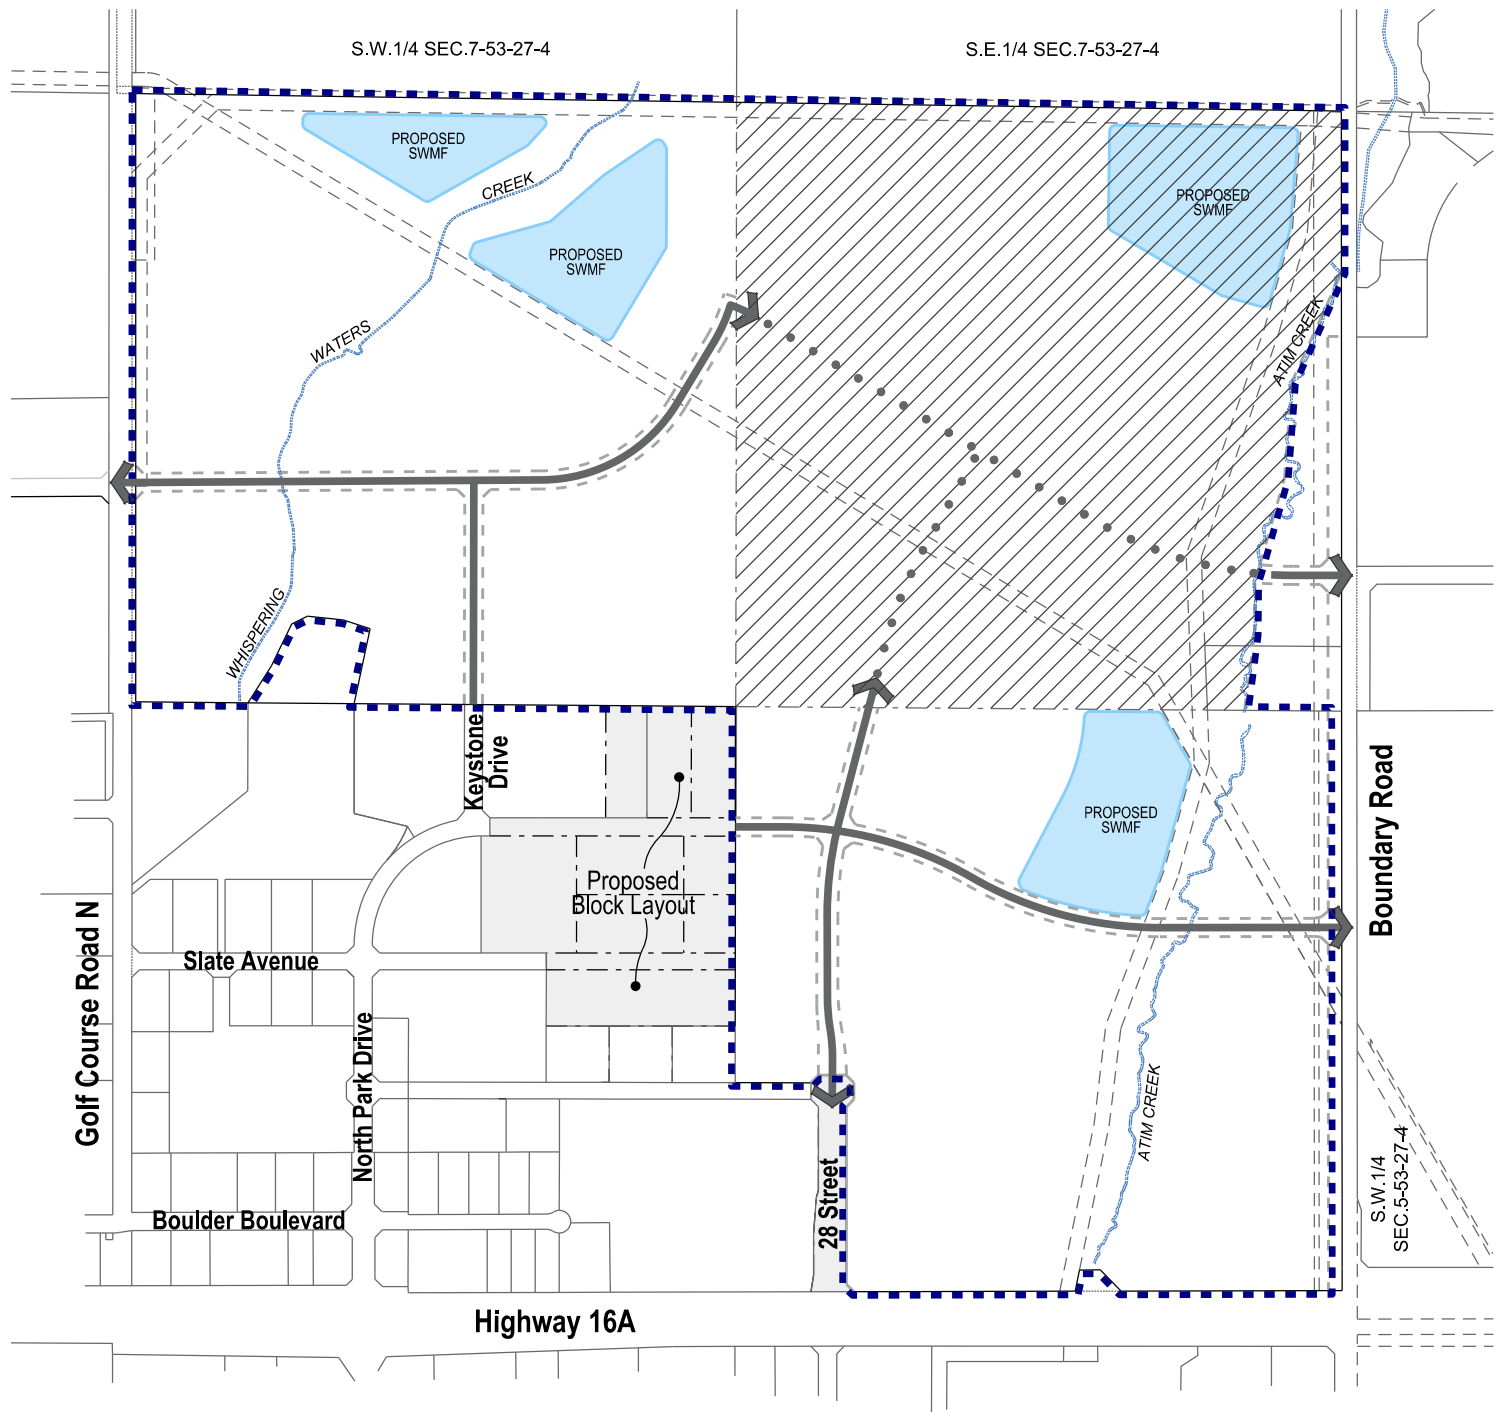 S.W.1/4 SEC.7-53-27-4
S.E.1/4 SEC.7-53-27-4
PROPOSED
SWMF
CREEK
PROPOSED
SWMF
PROPOSED
SWMF
WATERS
ATIM CREEK
WHISPERING
Keystone
Drive
PROPOSED
SWMF
Boundary Road
Proposed
Block Layout
Golf Course Road N
Slate Avenue
North Park Drive
ATIM CREEK
28 Street
S.W.1/4
SEC.5-53-27-4
Boulder Boulevard
Highway 16A